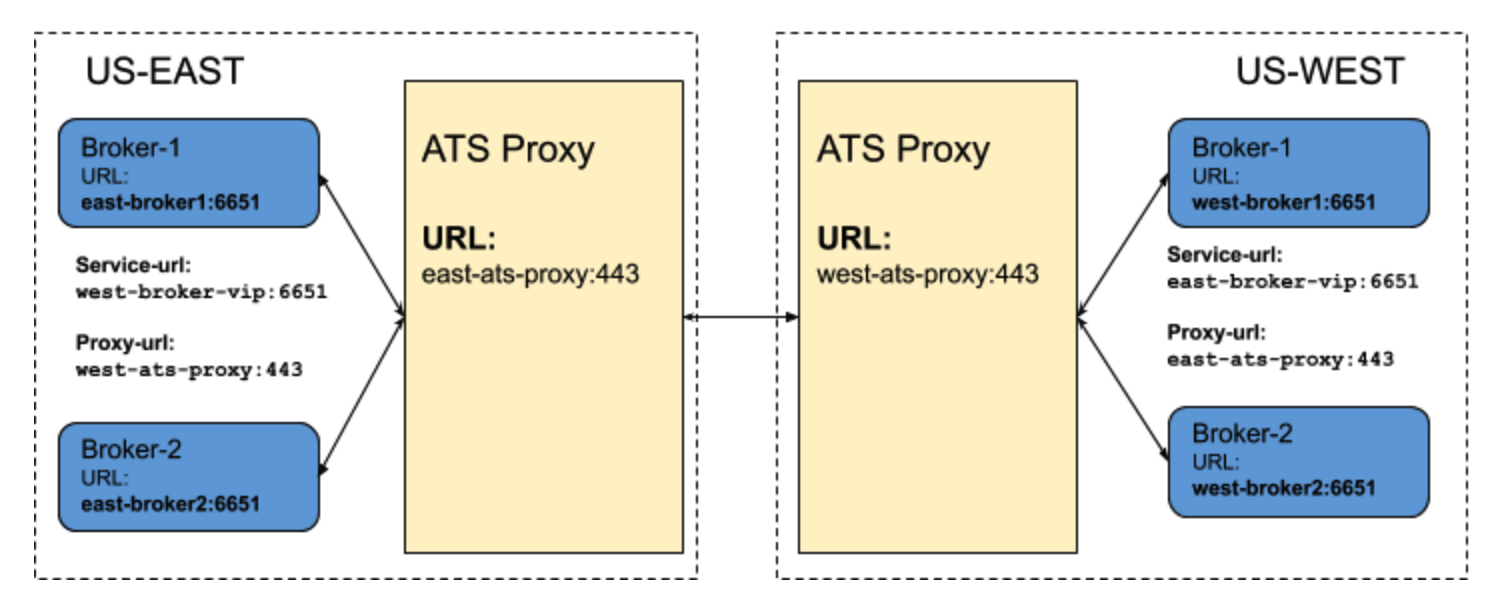 US-EAST
Broker-1
URL:
east-broker1:6651
Service-url:
west-broker-vip:6651
Proxy-url:
west-ats-proxy:443
Broker-2
URL:
east-broker2:6651
ATS Proxy
URL:
east-ats-proxy:443
US-WEST
ATS Proxy
URL:
west-ats-proxy:443
Broker-1
URL:
west-broker1:6651
Service-url:
east-broker-vip:6651
Proxy-url:
east-ats-proxy:443
Broker-2
URL:
west-broker2:6651